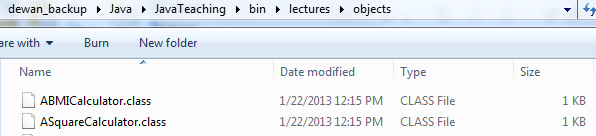 dewan_backup Java JavaTeaching bin lectures objects
are with Burn New folder
Name Date modified Type Size
ABMICalculator.class 1/22/2013 12:15 PM CLASS File 1 KB
ASquareCalculator.class 1/22/2013 12:15 PM CLASS File 1 KB